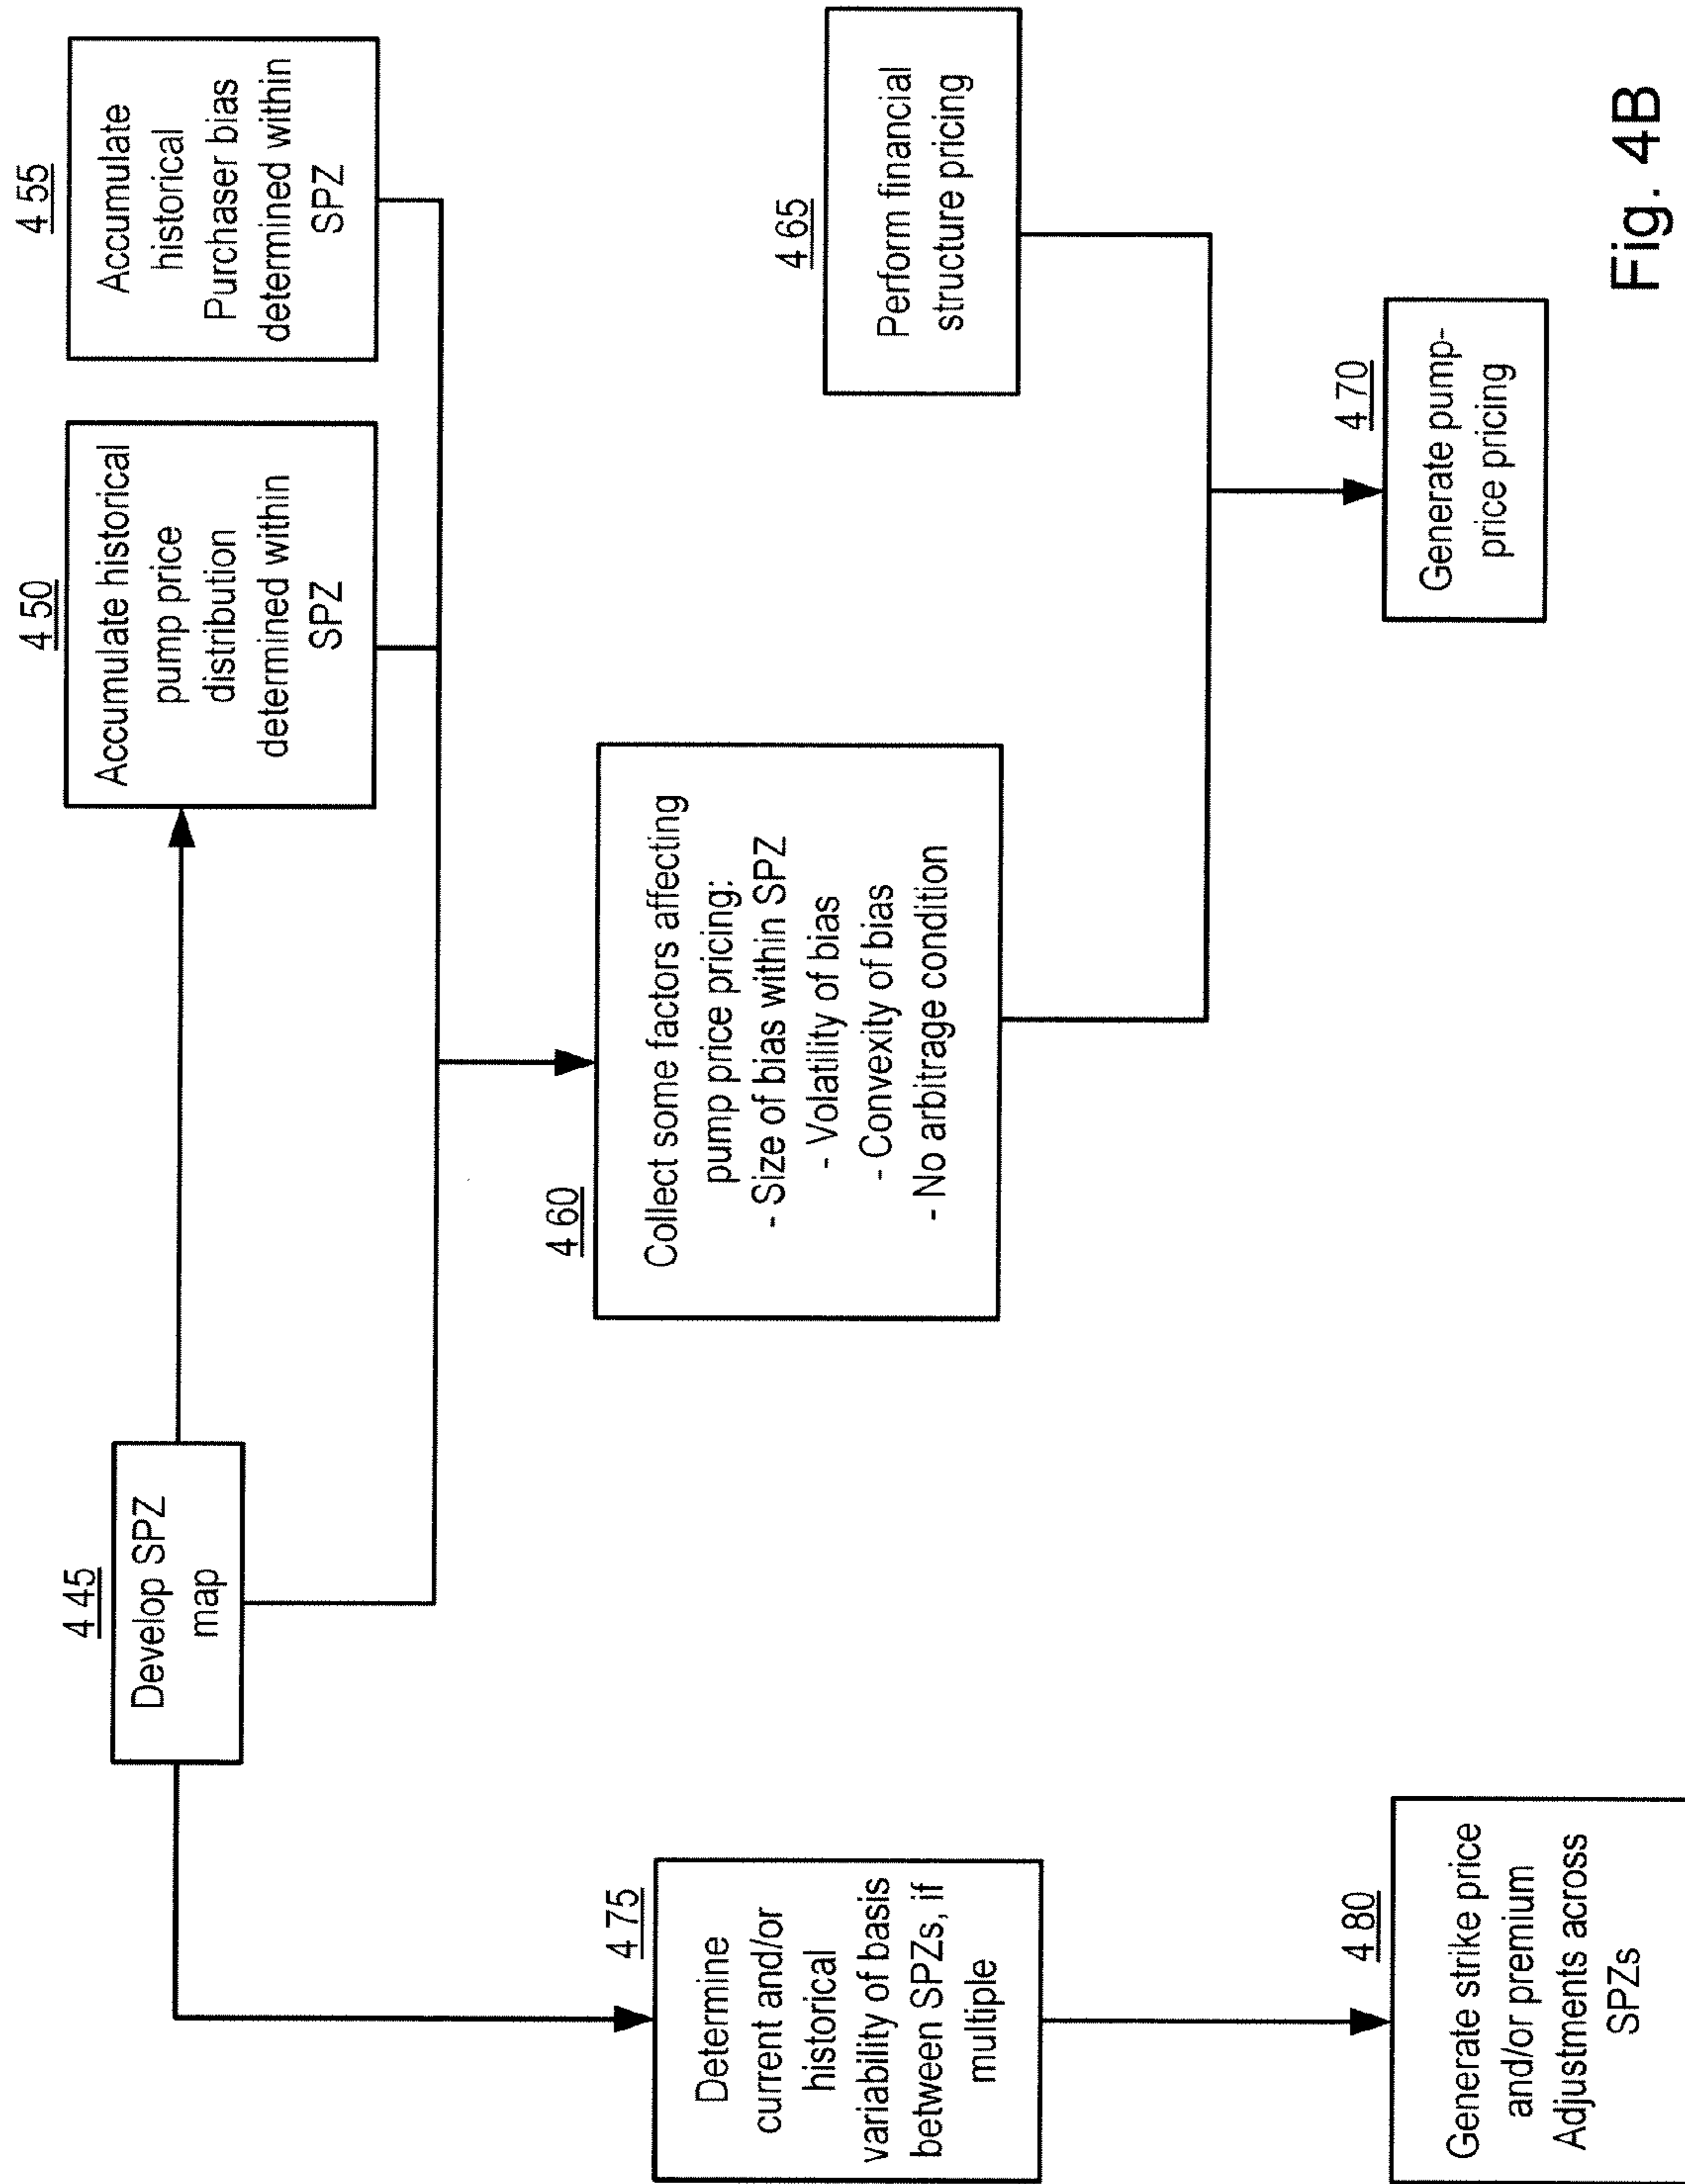 4 45
Develop SPZ
map
4 50
Accumulate historical
pump price
distribution
determined within
SPZ
4 55
Accumulate
historical
Purchaser bias
determined within
SPZ
4 60
Collect some factors affecting
pump price pricing:
- Size of bias within SPZ
- Volatility of bias
- Convexity of bias
- No arbitrage condition
4 65
Perform financial
structure pricing
4 70
Generate pump-
price pricing
4 75
Determine
current and/or
historical
variability of basis
between SPZs, if
multiple
4 80
Generate strike price
and/or premium
Adjustments across
SPZs
Fig. 4B